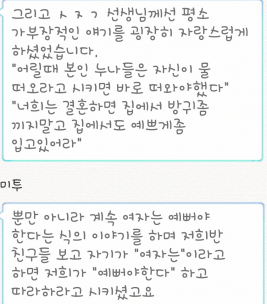 그리고 ㅅㅈㄱ 선생님께선 평소
가부장적인 얘기를 굉장히 자랑스럽게
하셨었습니다.
"어릴때 본인 누나들은 자신이 물
떠오라고 시키면 바로 떠와야했다"
"너희는 결혼하면 집에서 방귀좀
끼지말고 집에서도 예쁘게좀
입고있어라"
미투
뿐만 아니라 계속 여자는 예뻐야
한다는 식의 이야기를 하며 저희반
친구들 보고 자기가 "여자는"이라고
하면 저희가 "예뻐야한다" 하고
따라하라고 시키셨고요